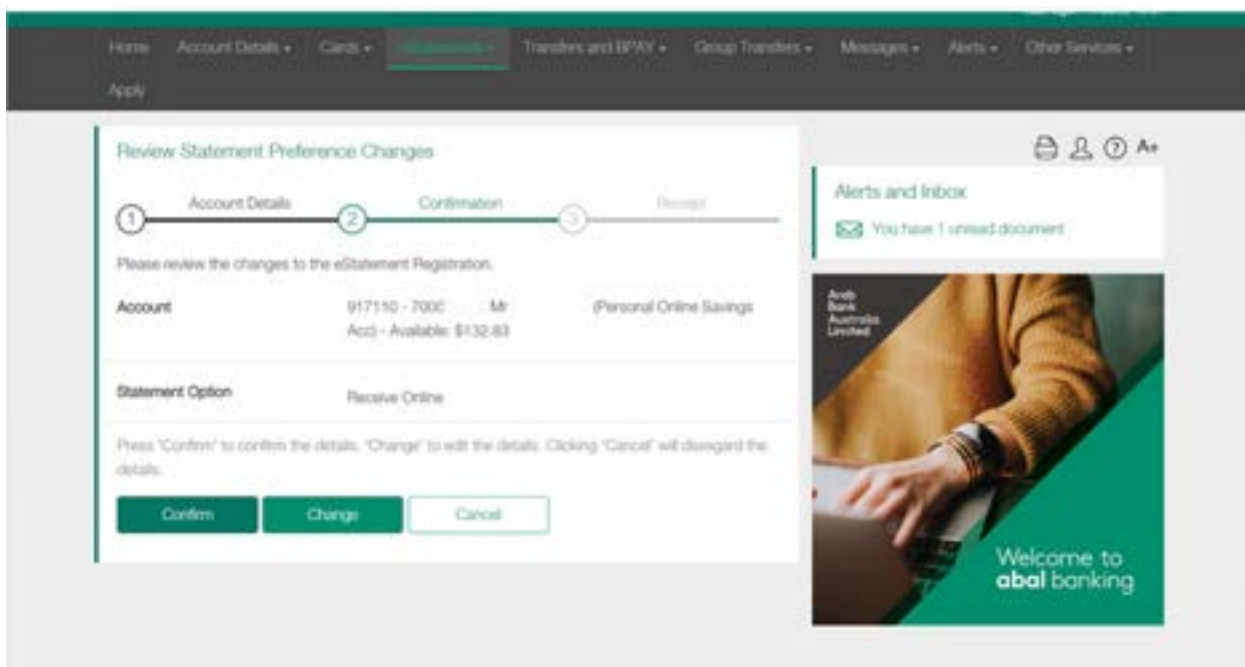 Home Account Details Cards eStatements Transfers and BPAY Group Transfers Messages Alerts Other Services
Apply
Review Statement Preference Changes
1 Account Details 2 Confirmation 3 Receipt
Please review the changes to the eStatement Registration.
Account 917110 - 7000 Mr (Personal Online Savings
Acc) - Available: $132.83
Statement Option Receive Online
Press "Confirm" to confirm the details. "Change" to edit the details. Clicking "Cancel" will disregard the
details.
Confirm Change Cancel
A+
Alerts and Inbox
You have 1 unread document
Arab
Bank
Australia
Limited
Welcome to
abal banking